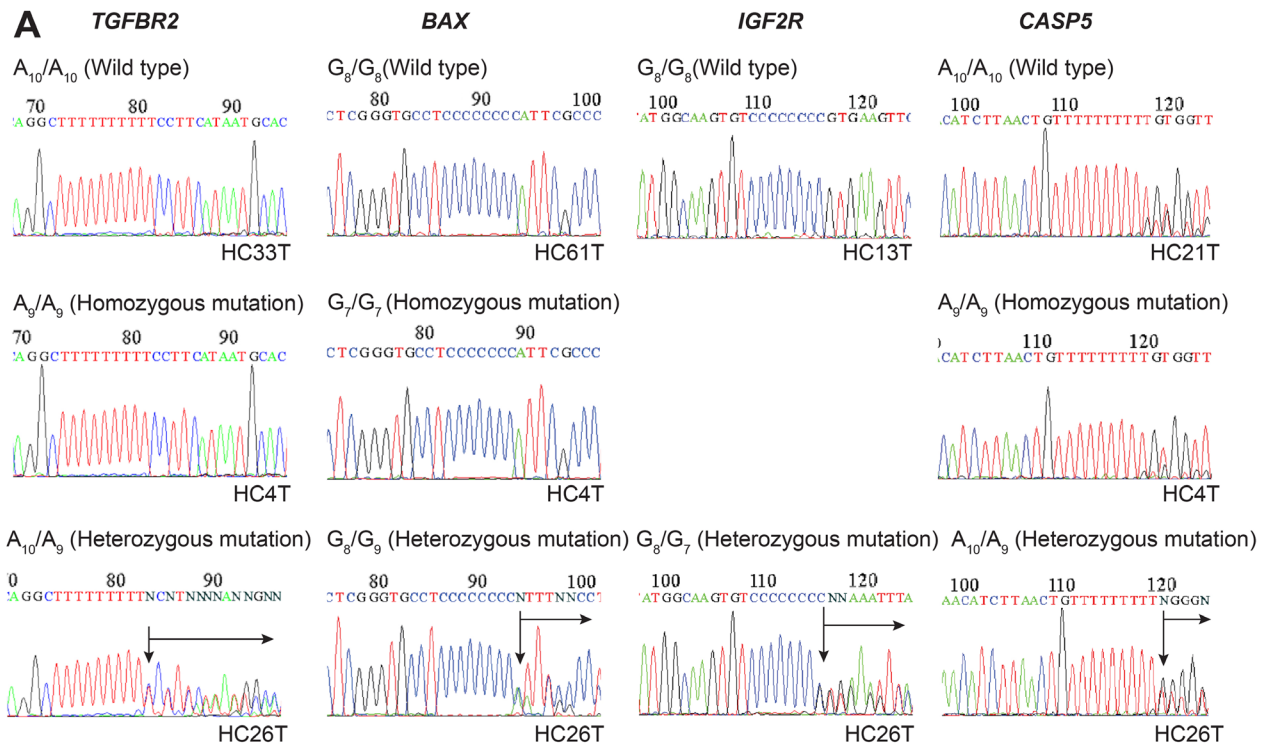 A TGFBR2 BAX IGF2R CASP5
A10/A10 (Wild type) G8/G8(Wild type) G8/G8(Wild type) A10/A10 (Wild type)
70 80 90 80 90 100 100 110 120 100 110 120
AGGCTTTTTTTTTTCCTTCATAATGCAC CTCGGGTGCCTCCCCCCCCATTCGCCC ATGGCAAGTGTCCCCCCCCGTGAAGTT CATCTTAACTGTTTTTTTTTTGTGGTT
HC33T HC61T HC13T HC21T
A9/A9 (Homozygous mutation) G7/G7 (Homozygous mutation) A9/A9 (Homozygous mutation)
70 80 90 80 90 110 120
AGGCTTTTTTTTTCCTTCATAATGCAC CTCGGGTGCCTCCCCCCCATTCGCCC CATCTTAACTGTTTTTTTTTGTGGTT
HC4T HC4T HC4T
A10/A9 (Heterozygous mutation) G8/G9 (Heterozygous mutation) G8/G7 (Heterozygous mutation) A10/A9 (Heterozygous mutation)
0 80 90 80 90 100 100 110 120 100 110 120
AGGCTTTTTTTTTNCNTNNNANNGNN CTCGGGTGCCTCCCCCCCCNTTTNNCC ATGGCAAGTGTCCCCCCCCNNAAATTTA AACATCTTAACTGTTTTTTTTTNGGGN
HC26T HC26T HC26T HC26T